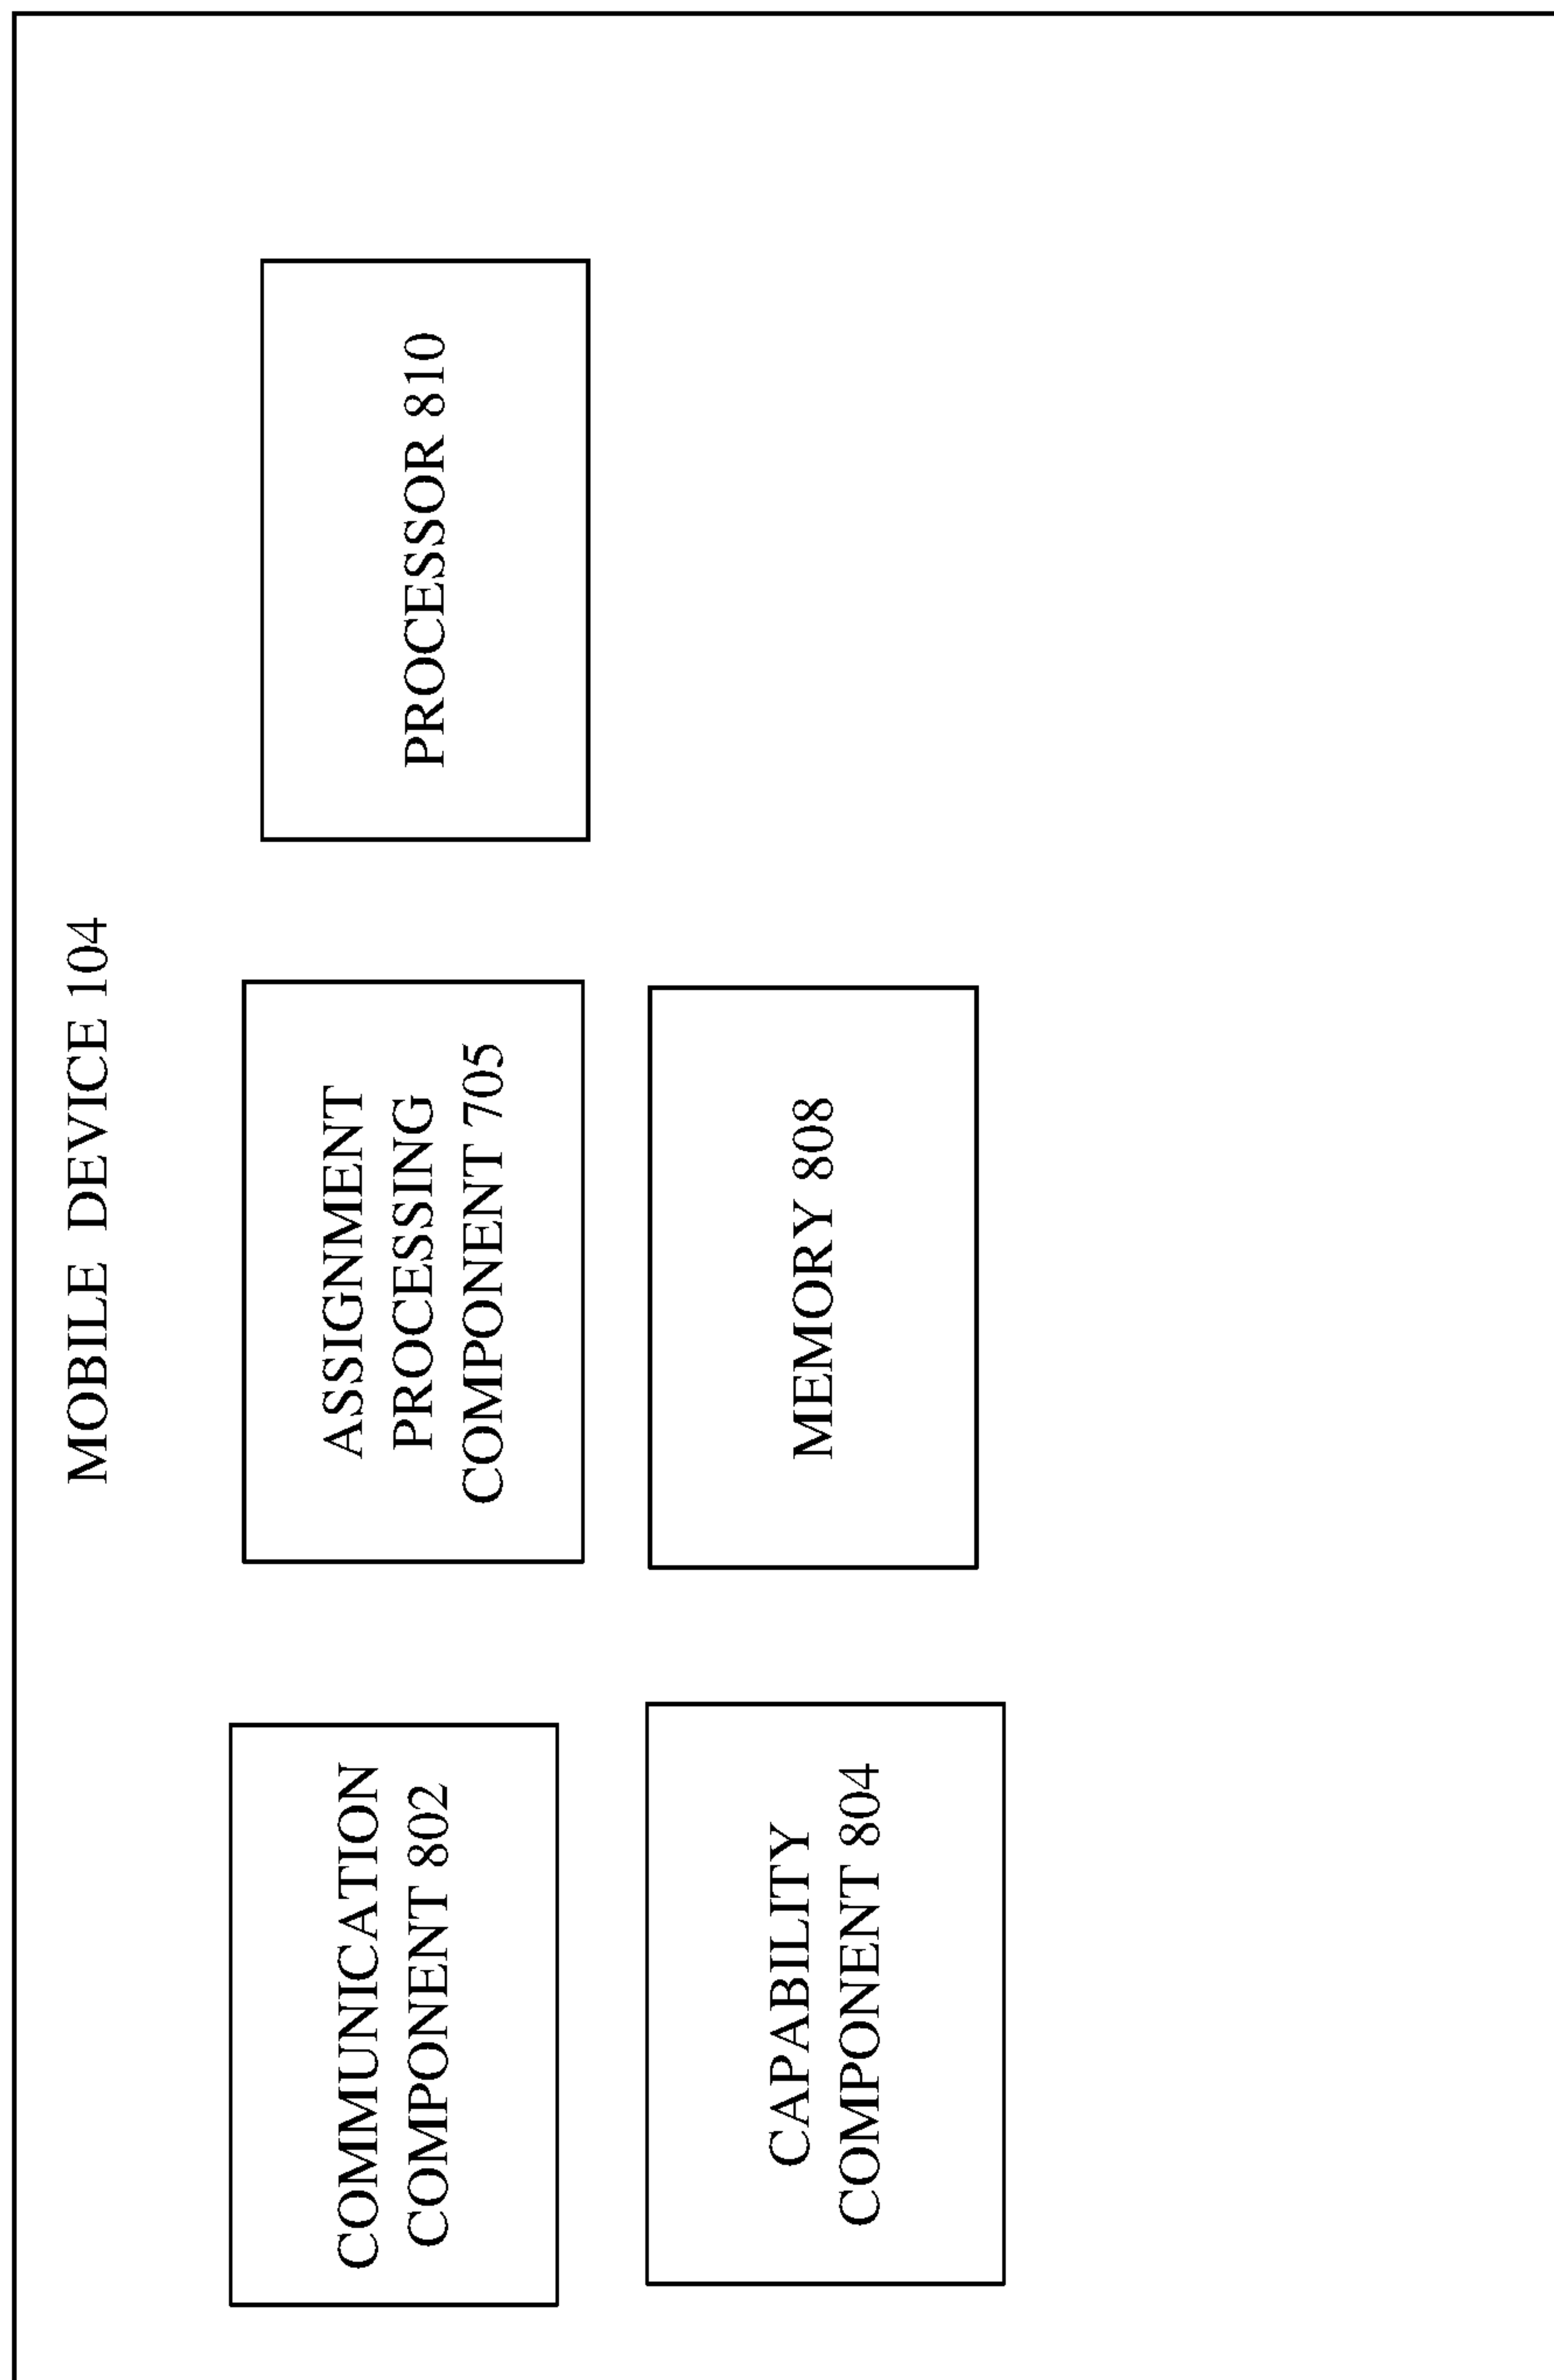 MOBILE DEVICE 104
COMMUNICATION
COMPONENT 802
ASSIGNMENT
PROCESSING
COMPONENT 705
PROCESSOR 810
CAPABILITY
COMPONENT 804
MEMORY 808